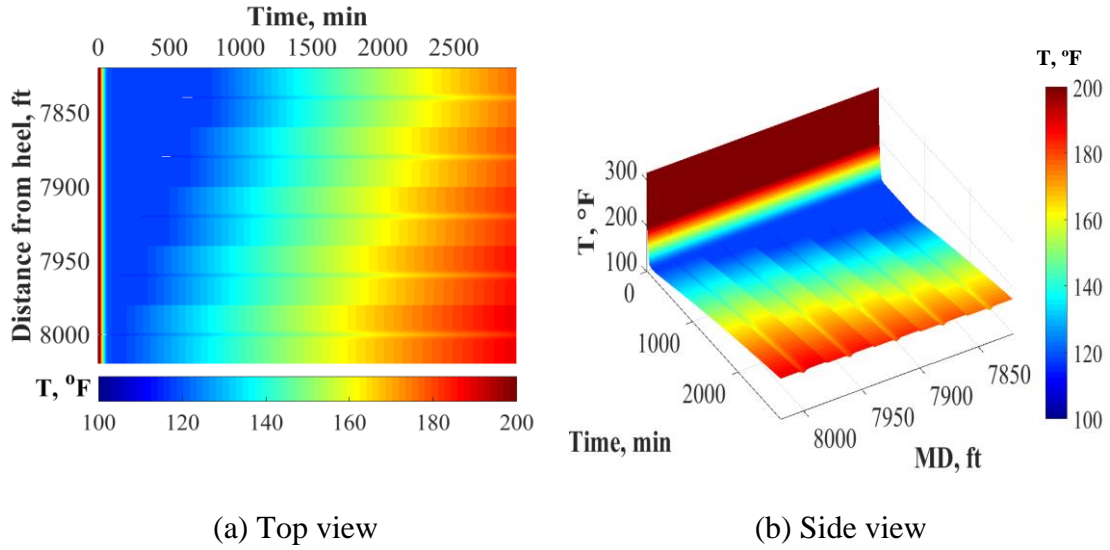 Time, min
0 500 1000 1500 2000 2500
Distance from heel, ft
7850
7900
7950
8000
T, ºF
100 120 140 160 180 200
(a) Top view
T, ºF
200
180
160
140
120
100
T, °F
300
200
100
0
1000
2000
Time, min
8000
7950
7900
7850
MD, ft
(b) Side view